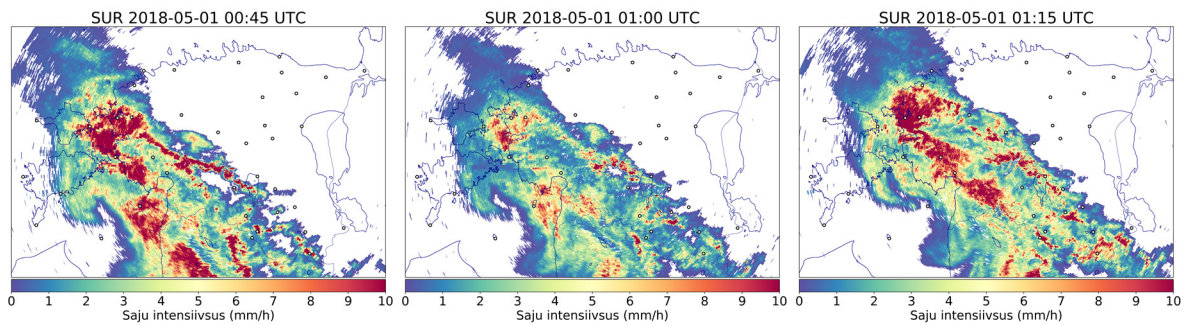 SUR 2018-05-01 00:45 UTC
SUR 2018-05-01 01:00 UTC
SUR 2018-05-01 01:15 UTC
0 1 2 3 4 5 6 7 8 9 10
0 1 2 3 4 5 6 7 8 9 10
0 1 2 3 4 5 6 7 8 9 10
Saju intensiivsus (mm/h)
Saju intensiivsus (mm/h)
Saju intensiivsus (mm/h)